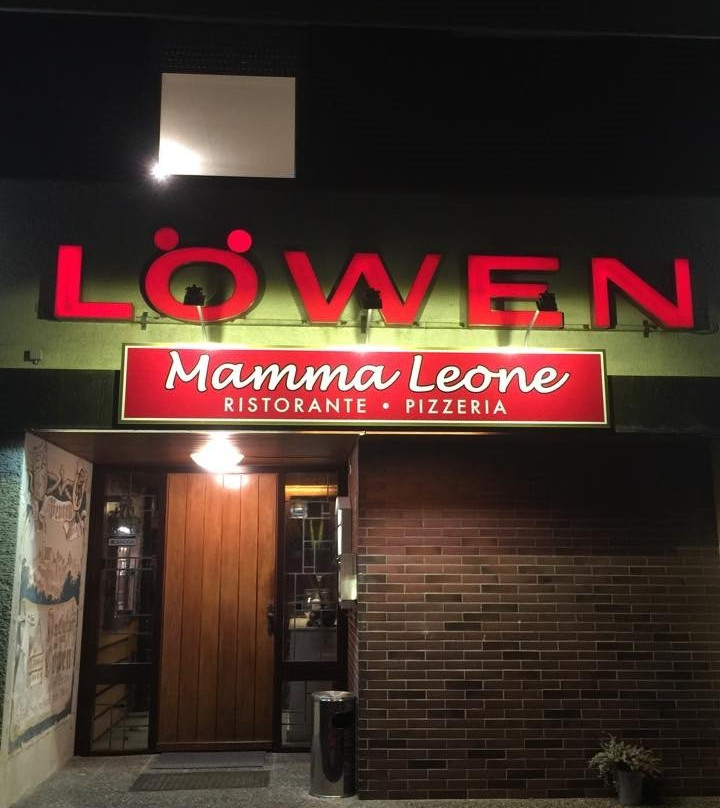 LÖWEN
Mamma Leone
RISTORANTE • PIZZERIA